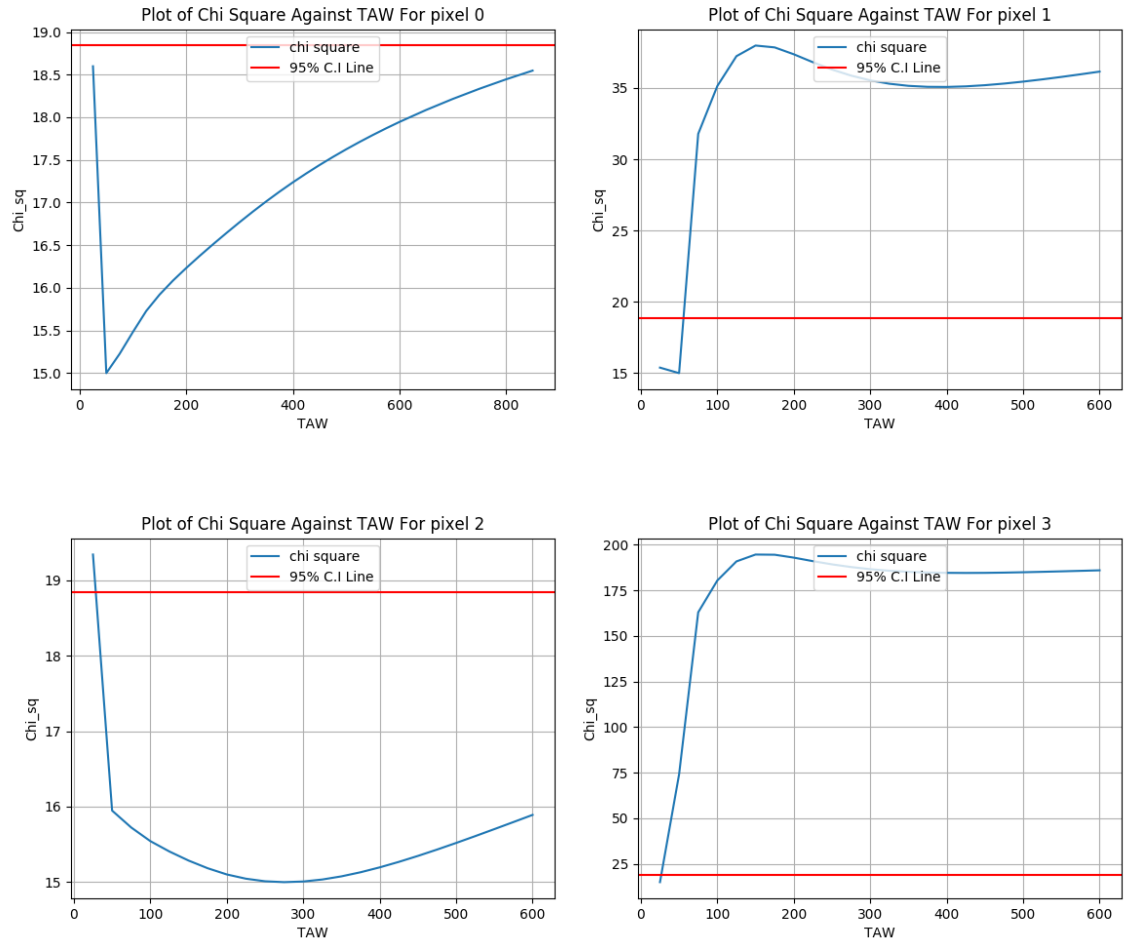 Plot of Chi Square Against TAW For pixel 0
19.0
18.5
18.0
17.5
17.0
16.5
16.0
15.5
15.0
Chi_sq
chi square
95% C.I Line
0 200 400 600 800
TAW
Plot of Chi Square Against TAW For pixel 1
35
30
25
20
15
Chi_sq
chi square
95% C.I Line
0 100 200 300 400 500 600
TAW
Plot of Chi Square Against TAW For pixel 2
19
18
17
16
15
Chi_sq
chi square
95% C.I Line
0 100 200 300 400 500 600
TAW
Plot of Chi Square Against TAW For pixel 3
200
175
150
125
100
75
50
25
Chi_sq
chi square
95% C.I Line
0 100 200 300 400 500 600
TAW